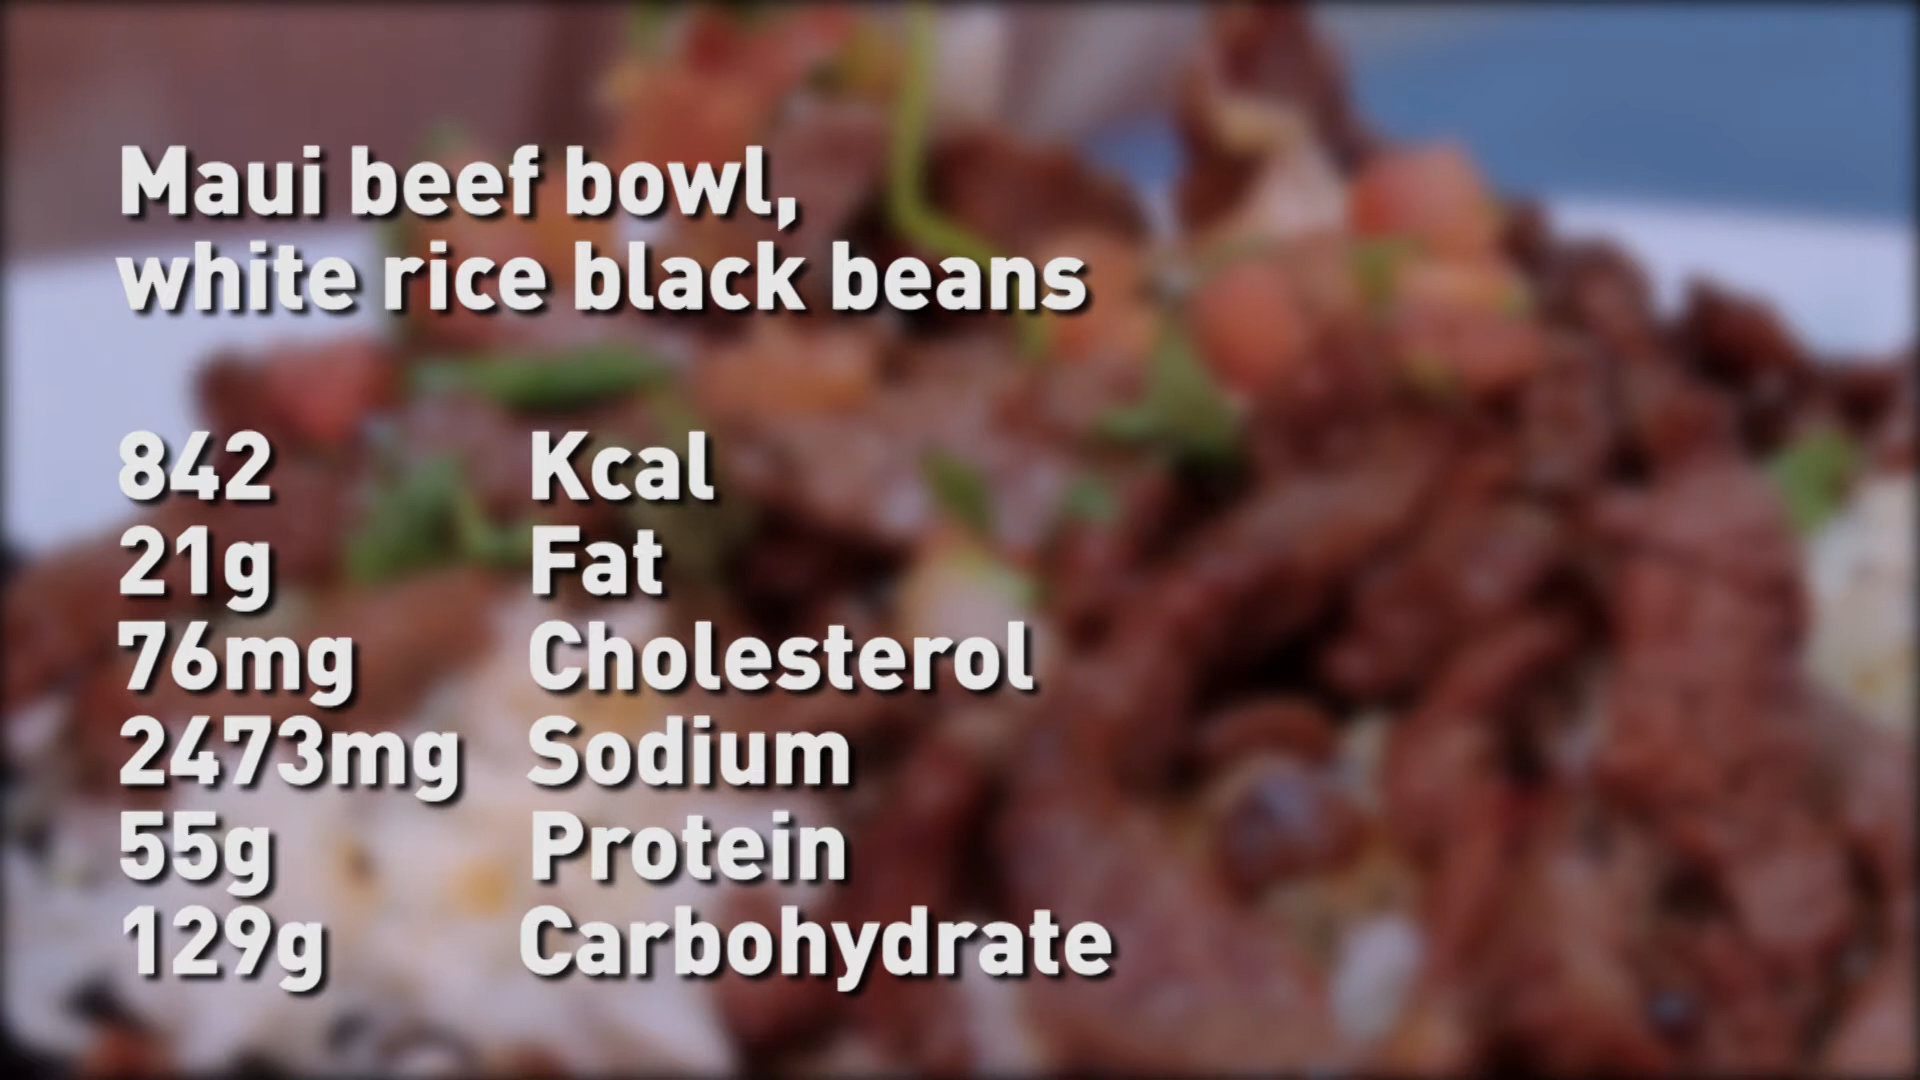 Maui beef bowl,
white rice black beans
842 Kcal
21g Fat
76mg Cholesterol
2473mg Sodium
55g Protein
129g Carbohydrate